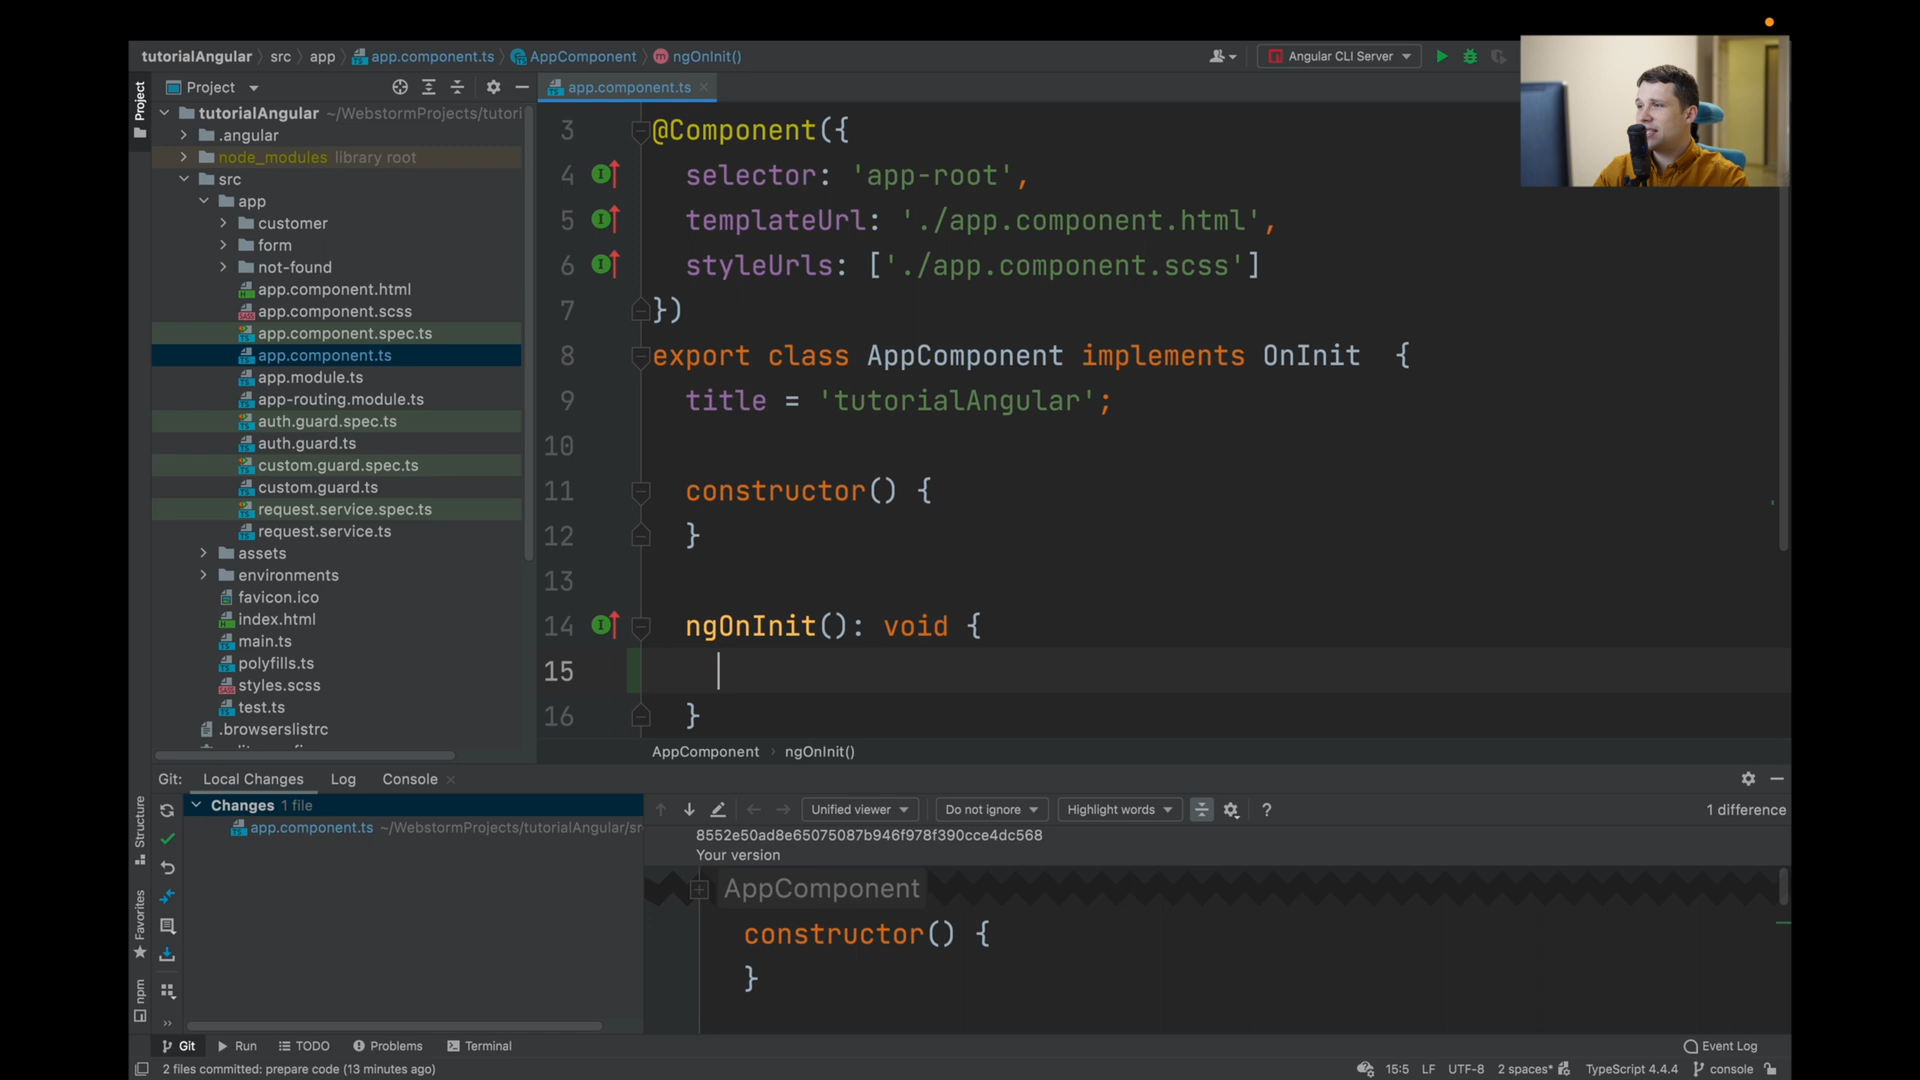 tutorialAngular src app app.component.ts AppComponent ngOnInit() Angular CLI Server
Project app.component.ts
Project
tutorialAngular ~/WebstormProjects/tutori
.angular
node_modules library root
src
app
customer
form
not-found
app.component.html
app.component.scss
app.component.spec.ts
app.component.ts
app.module.ts
app-routing.module.ts
auth.guard.spec.ts
auth.guard.ts
custom.guard.spec.ts
custom.guard.ts
request.service.spec.ts
request.service.ts
assets
environments
favicon.ico
index.html
main.ts
polyfills.ts
styles.scss
test.ts
.browserslistrc
3 @Component({
4 selector: 'app-root',
5 templateUrl: './app.component.html',
6 styleUrls: ['./app.component.scss']
7 })
8 export class AppComponent implements OnInit {
9 title = 'tutorialAngular';
10
11 constructor() {
12 }
13
14 ngOnInit(): void {
15
16 }
AppComponent ngOnInit()
Git: Local Changes Log Console
Changes 1 file
app.component.ts ~/WebstormProjects/tutorialAngular/sr
Unified viewer Do not ignore Highlight words ? 1 difference
8552e50ad8e65075087b946f978f390cce4dc568
Your version
AppComponent
constructor() {
}
Structure
Favorites
npm
Git Run TODO Problems Terminal Event Log
2 files committed: prepare code (13 minutes ago) 15:5 LF UTF-8 2 spaces* TypeScript 4.4.4 console